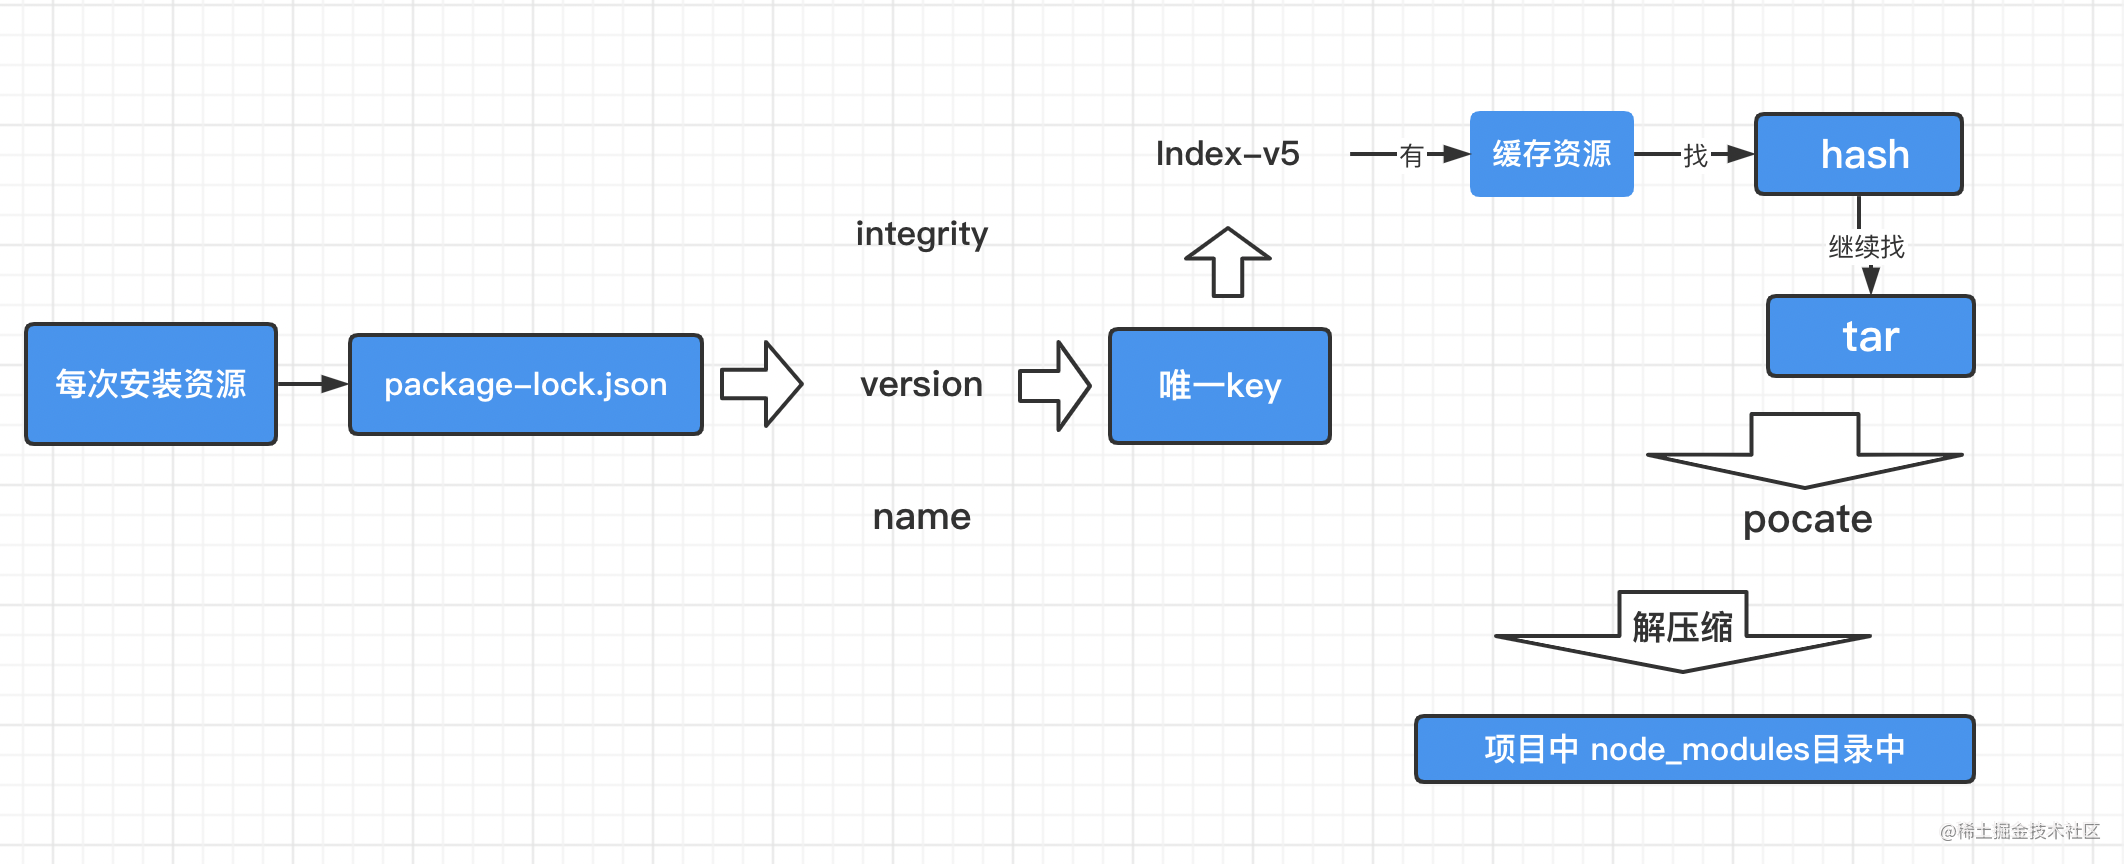 每次安装资源
package-lock.json
integrity
version
name
唯一key
Index-v5
有
缓存资源
找
hash
继续找
tar
pocate
解压缩
项目中 node_modules目录中
@稀土掘金技术社区